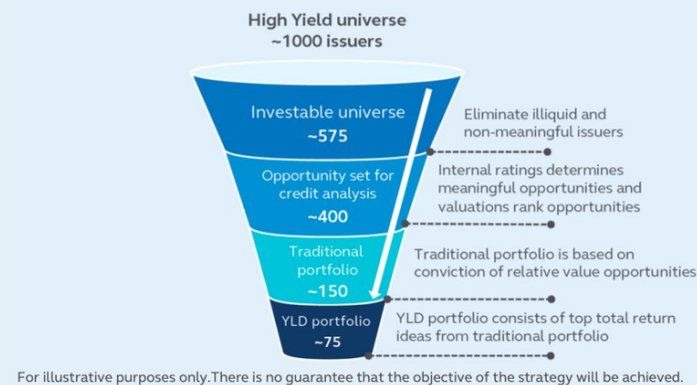 High Yield universe
~1000 issuers
Investable universe
~575
Eliminate illiquid and
non-meaningful issuers
Opportunity set for
credit analysis
~400
Internal ratings determines
meaningful opportunities and
valuations rank opportunities
Traditional
portfolio
~150
Traditional portfolio is based on
conviction of relative value opportunities
YLD portfolio
~75
YLD portfolio consists of top total return
ideas from traditional portfolio
For illustrative purposes only.There is no guarantee that the objective of the strategy will be achieved.